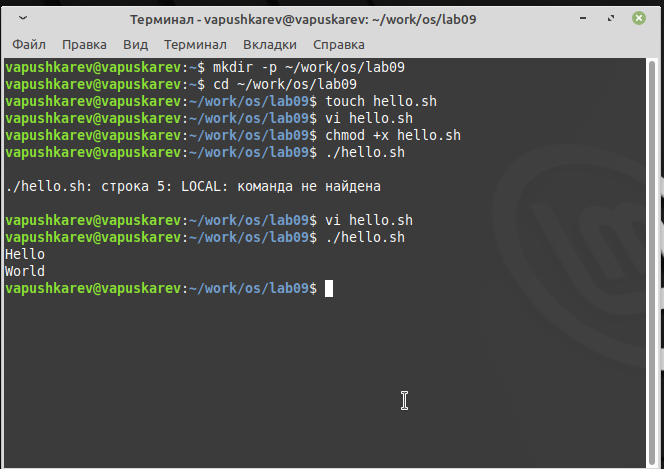 Терминал - vapushkarev@vapuskarev: ~/work/os/lab09
Файл Правка Вид Терминал Вкладки Справка
vapushkarev@vapuskarev:~$ mkdir -p ~/work/os/lab09
vapushkarev@vapuskarev:~$ cd ~/work/os/lab09
vapushkarev@vapuskarev:~/work/os/lab09$ touch hello.sh
vapushkarev@vapuskarev:~/work/os/lab09$ vi hello.sh
vapushkarev@vapuskarev:~/work/os/lab09$ chmod +x hello.sh
vapushkarev@vapuskarev:~/work/os/lab09$ ./hello.sh
./hello.sh: строка 5: LOCAL: команда не найдена
vapushkarev@vapuskarev:~/work/os/lab09$ vi hello.sh
vapushkarev@vapuskarev:~/work/os/lab09$ ./hello.sh
Hello
World
vapushkarev@vapuskarev:~/work/os/lab09$